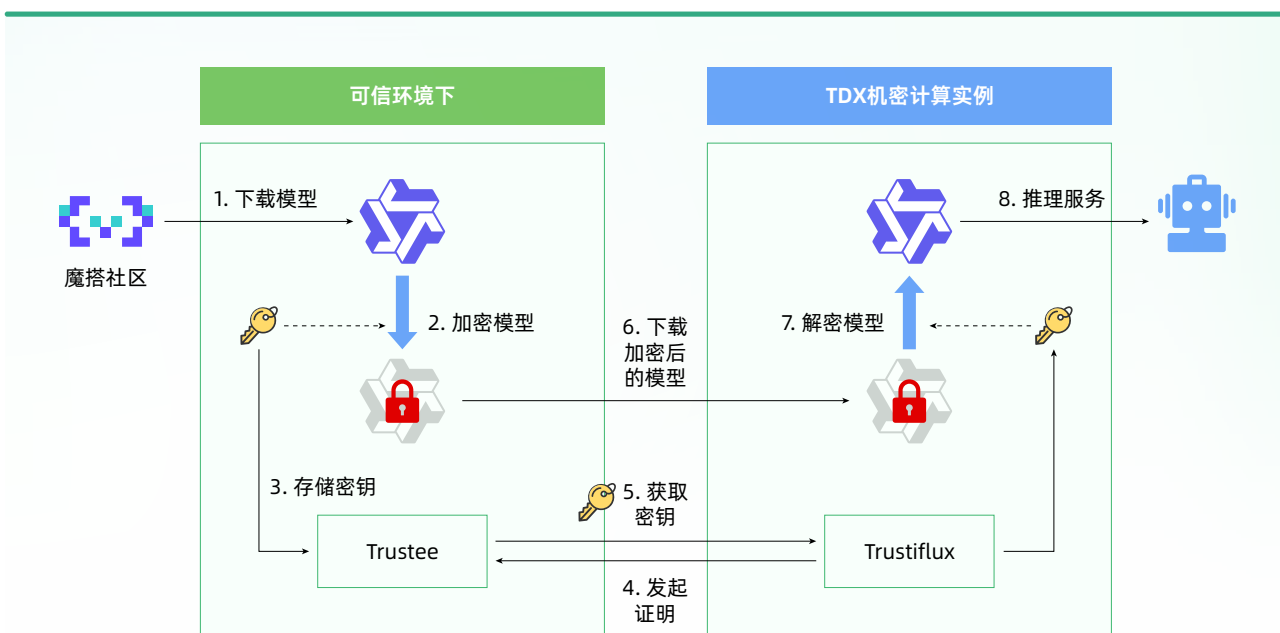 可信环境下
TDX机密计算实例
1. 下载模型
8. 推理服务
魔搭社区
2. 加密模型
6. 下载
加密后
的模型
7. 解密模型
3. 存储密钥
5. 获取
密钥
Trustee
Trustiflux
4. 发起
证明